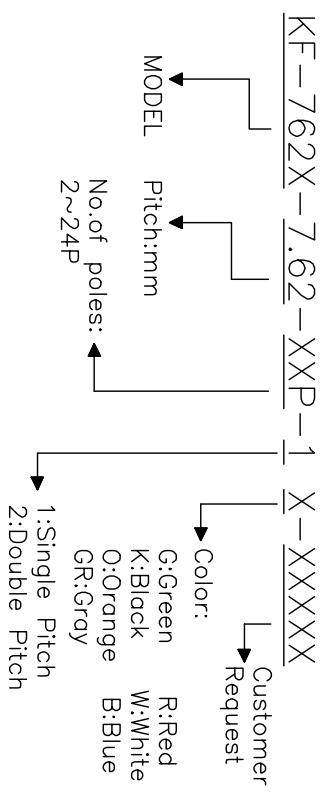 KF-762X-7.62-XXP-1 X-XXXXX
MODEL
Pitch:mm
No.of poles:
2~24P
1:Single Pitch
2:Double Pitch
Color:
G:Green R:Red
K:Black W:White
O:Orange B:Blue
GR:Gray
Customer
Request